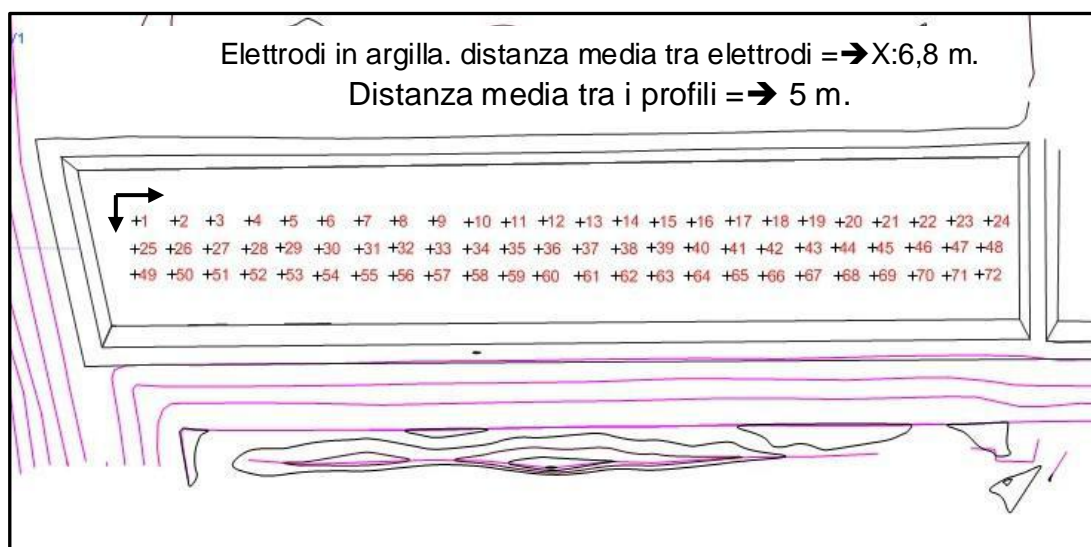 Y1
Elettrodi in argilla. distanza media tra elettrodi =➔X:6,8 m.
Distanza media tra i profili =➔ 5 m.
+1 +2 +3 +4 +5 +6 +7 +8 +9 +10 +11 +12 +13 +14 +15 +16 +17 +18 +19 +20 +21 +22 +23 +24
+25 +26 +27 +28 +29 +30 +31 +32 +33 +34 +35 +36 +37 +38 +39 +40 +41 +42 +43 +44 +45 +46 +47 +48
+49 +50 +51 +52 +53 +54 +55 +56 +57 +58 +59 +60 +61 +62 +63 +64 +65 +66 +67 +68 +69 +70 +71 +72